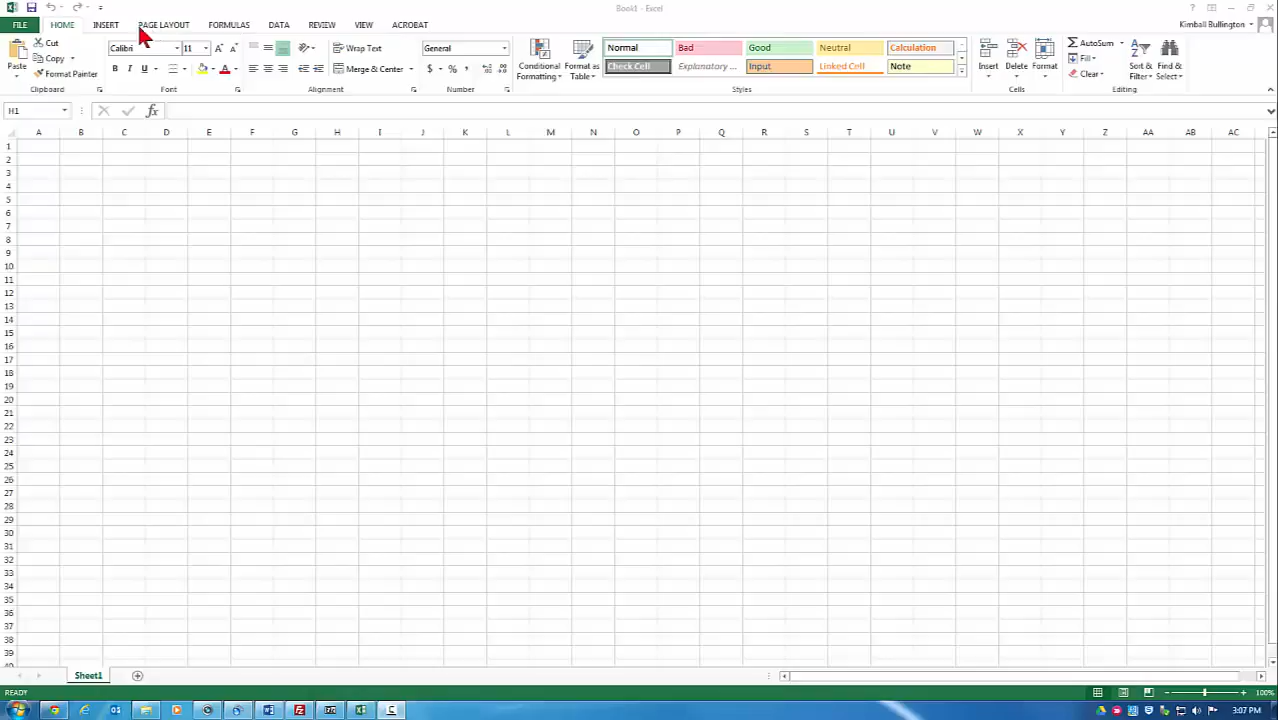 Book1 - Excel
FILE HOME INSERT PAGE LAYOUT FORMULAS DATA REVIEW VIEW ACROBAT Kimball Bullington
Cut
Copy
Format Painter
Paste
Clipboard
Calibri 11
B I U
Font
Wrap Text
Merge & Center
Alignment
General
$ % ,
Number
Conditional Formatting
Format as Table
Normal Bad Good Neutral Calculation
Check Cell Explanatory ... Input Linked Cell Note
Styles
Insert Delete Format
Cells
AutoSum
Fill
Clear
Sort & Filter
Find & Select
Editing
H1 fx
A B C D E F G H I J K L M N O P Q R S T U V W X Y Z AA AB AC
1
2
3
4
5
6
7
8
9
10
11
12
13
14
15
16
17
18
19
20
21
22
23
24
25
26
27
28
29
30
31
32
33
34
35
36
37
38
39
40
Sheet1
READY 100%
3:07 PM